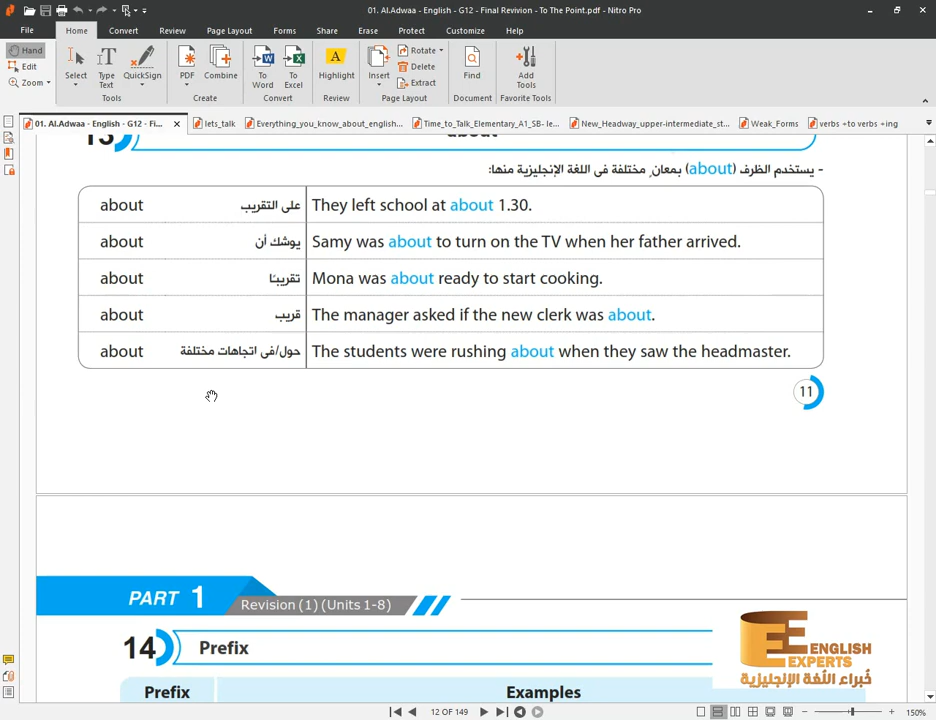 01. Al.Adwaa - English - G12 - Final Revivion - To The Point.pdf - Nitro Pro
File Home Convert Review Page Layout Forms Share Erase Protect Customize Help
Hand
Edit
Zoom
Select
Type Text
QuickSign
PDF
Combine
To Word
To Excel
Highlight
Insert
Rotate
Delete
Extract
Find
Add Tools
Tools Create Convert Review Page Layout Document Favorite Tools
01. Al.Adwaa - English - G12 - Fi... lets_talk Everything_you_know_about_english... Time_to_Talk_Elementary_A1_SB- le... New_Headway_upper-intermediate_st... Weak_Forms verbs +to verbs +ing
13 about
- يستخدم الظرف (about) بمعانٍ مختلفة فى اللغة الإنجليزية منها:
about على التقريب They left school at about 1.30.
about يوشك أن Samy was about to turn on the TV when her father arrived.
about تقريبًا Mona was about ready to start cooking.
about قريب The manager asked if the new clerk was about.
about حول/فى اتجاهات مختلفة The students were rushing about when they saw the headmaster.
11
PART 1
Revision (1) (Units 1-8)
ENGLISH
EXPERTS
خُبراء اللُغة الإنجليزية
14 Prefix
Prefix Examples
12 OF 149
150%